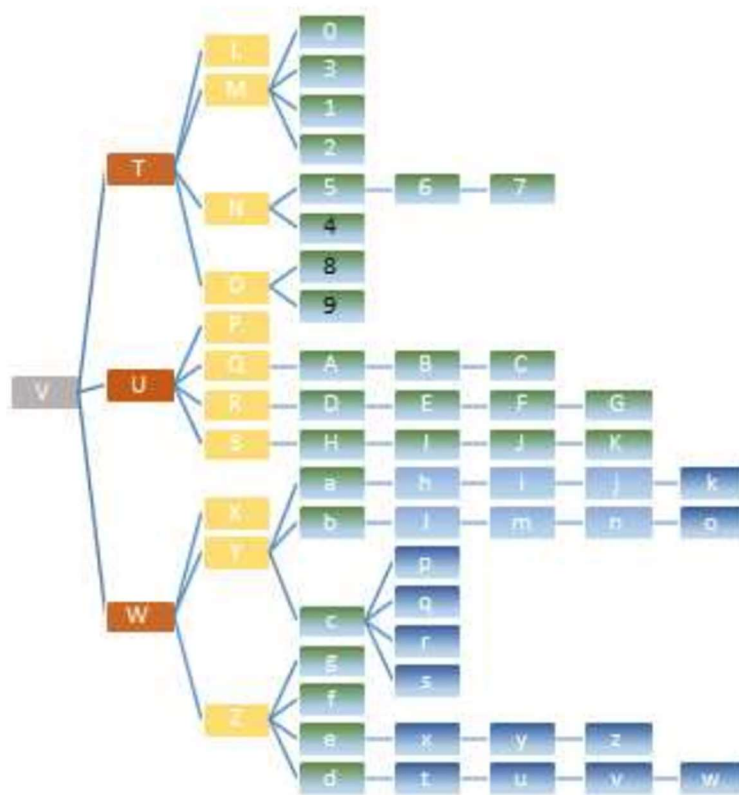 0
L
3
M
1
2
T
5 6 7
N
4
8
O
9
P
Q A B C
U
V
R D E F G
S H I J K
a h i j k
X
b l m n o
Y
p
q
W
c
r
g
s
f
Z
e x y z
d t u v w